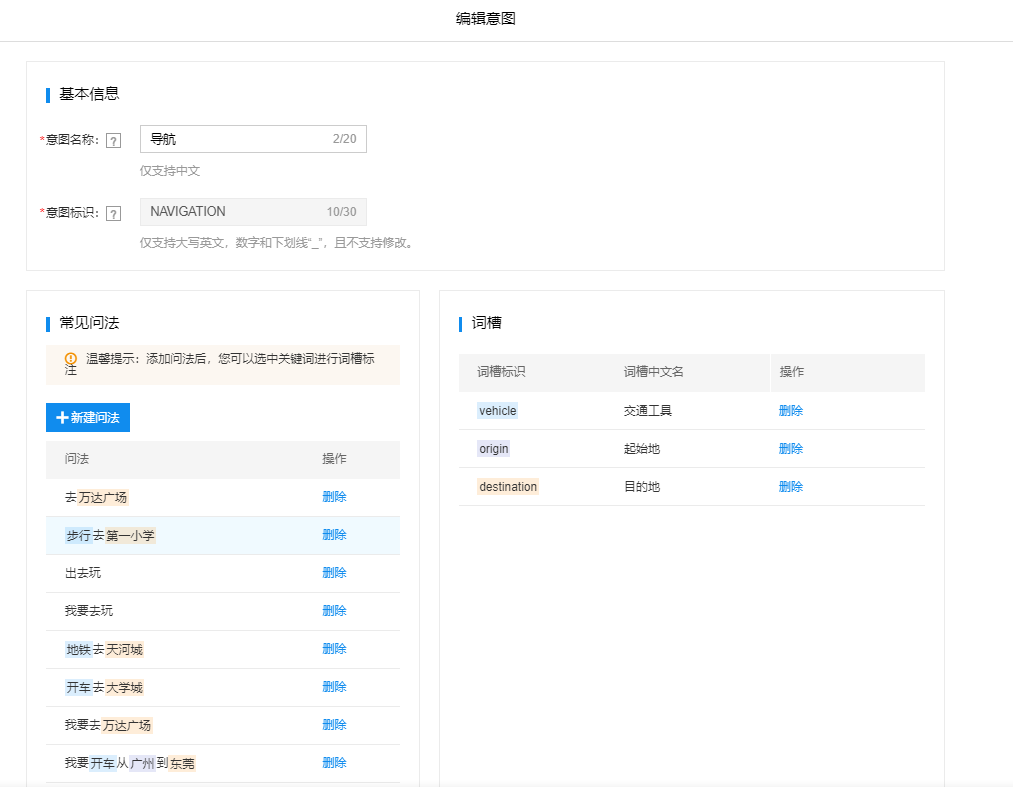 编辑意图
基本信息
*意图名称： ? 导航 2/20
仅支持中文
*意图标识： ? NAVIGATION 10/30
仅支持大写英文，数字和下划线“_”，且不支持修改。
常见问法
温馨提示：添加问法后，您可以选中关键词进行词槽标
注
+新建问法
问法 操作
去万达广场 删除
步行去第一小学 删除
出去玩 删除
我要去玩 删除
地铁去天河城 删除
开车去大学城 删除
我要去万达广场 删除
我要开车从广州到东莞 删除
词槽
词槽标识 词槽中文名 操作
vehicle 交通工具 删除
origin 起始地 删除
destination 目的地 删除